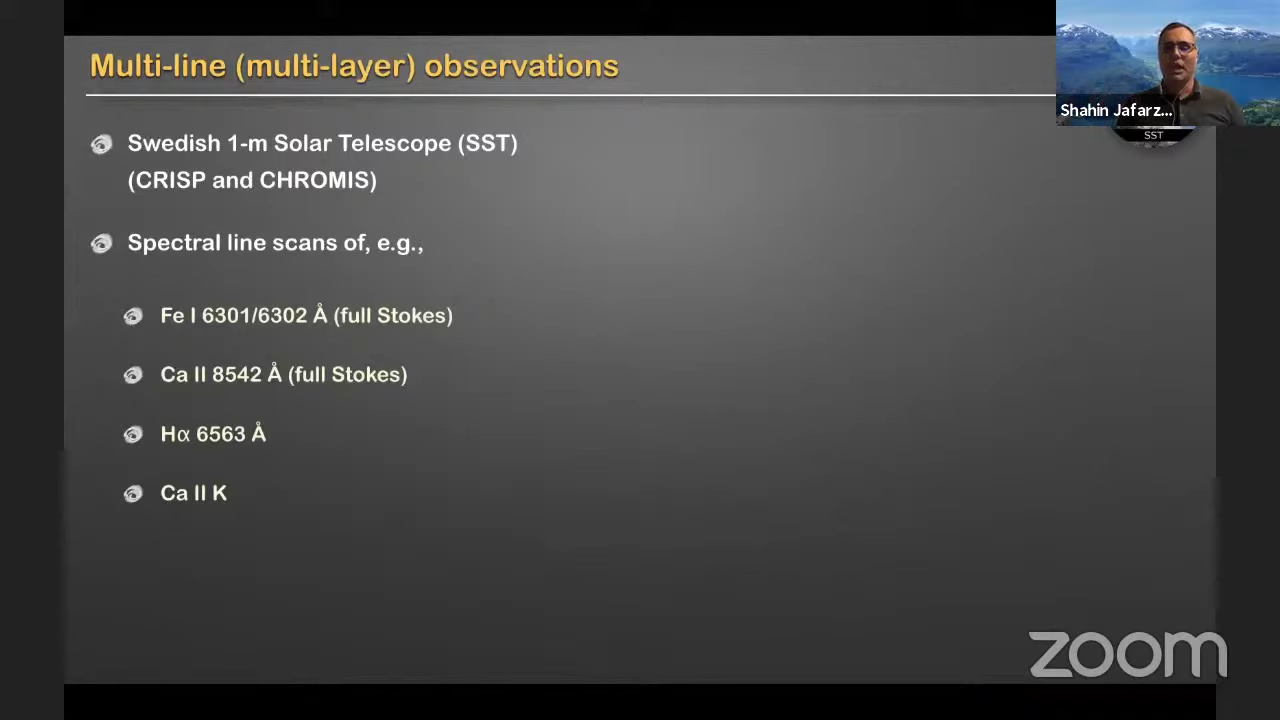 Multi-line (multi-layer) observations
Shahin Jafarz...
SST
Swedish 1-m Solar Telescope (SST)
(CRISP and CHROMIS)
Spectral line scans of, e.g.,
Fe I 6301/6302 Å (full Stokes)
Ca II 8542 Å (full Stokes)
Hα 6563 Å
Ca II K
zoom